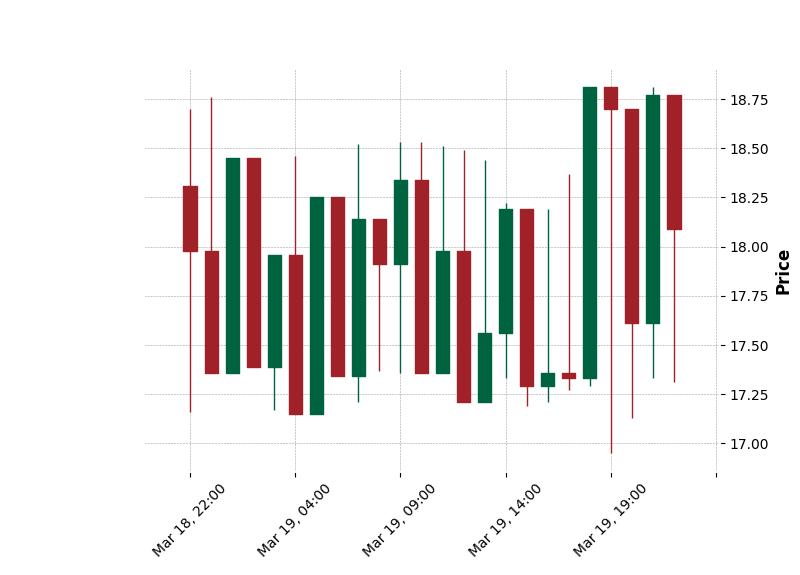 18.75
18.50
18.25
18.00
17.75
17.50
17.25
17.00
Price
Mar 18, 22:00
Mar 19, 04:00
Mar 19, 09:00
Mar 19, 14:00
Mar 19, 19:00